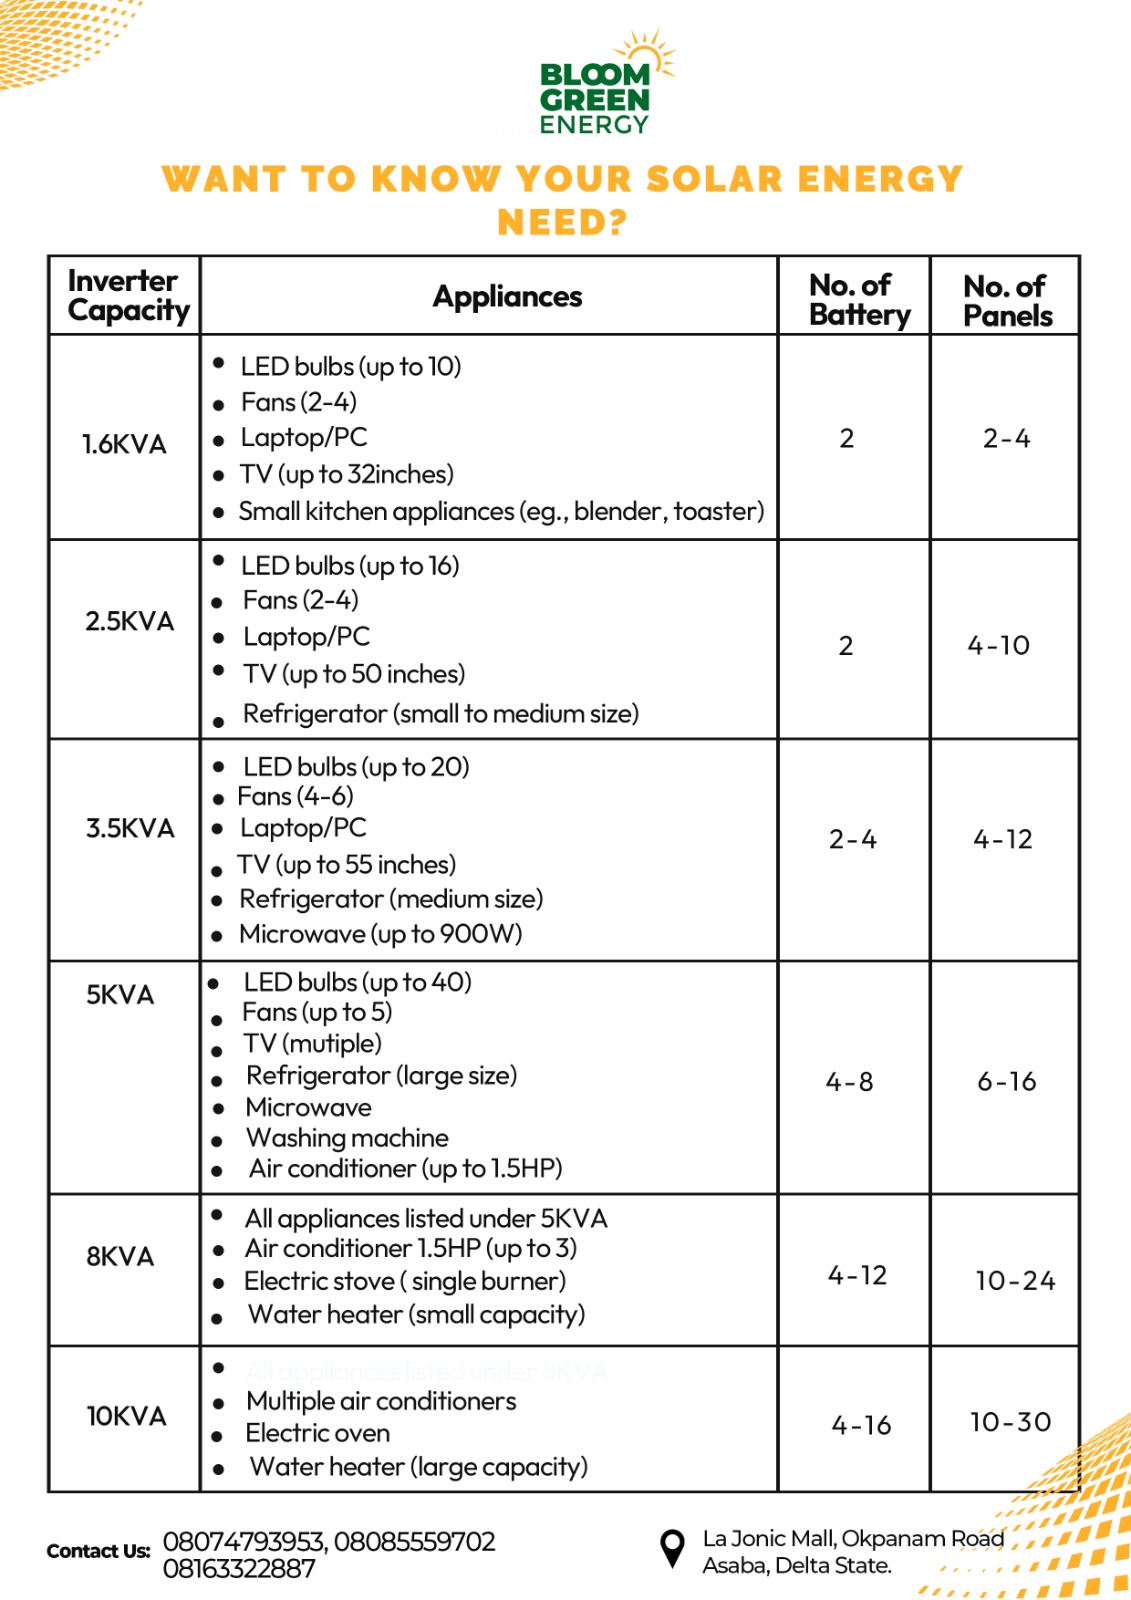 BLOOM
GREEN
ENERGY
WANT TO KNOW YOUR SOLAR ENERGY
NEED?
Inverter
Capacity
Appliances
No. of
Battery
No. of
Panels
1.6KVA
LED bulbs (up to 10)
Fans (2-4)
Laptop/PC
TV (up to 32inches)
Small kitchen appliances (eg., blender, toaster)
2
2-4
2.5KVA
LED bulbs (up to 16)
Fans (2-4)
Laptop/PC
TV (up to 50 inches)
Refrigerator (small to medium size)
2
4-10
3.5KVA
LED bulbs (up to 20)
Fans (4-6)
Laptop/PC
TV (up to 55 inches)
Refrigerator (medium size)
Microwave (up to 900W)
2-4
4-12
5KVA
LED bulbs (up to 40)
Fans (up to 5)
TV (mutiple)
Refrigerator (large size)
Microwave
Washing machine
Air conditioner (up to 1.5HP)
4-8
6-16
8KVA
All appliances listed under 5KVA
Air conditioner 1.5HP (up to 3)
Electric stove ( single burner)
Water heater (small capacity)
4-12
10-24
10KVA
All appliances listed under 8KVA
Multiple air conditioners
Electric oven
Water heater (large capacity)
4-16
10-30
Contact Us: 08074793953, 08085559702
08163322887
La Jonic Mall, Okpanam Road
Asaba, Delta State.